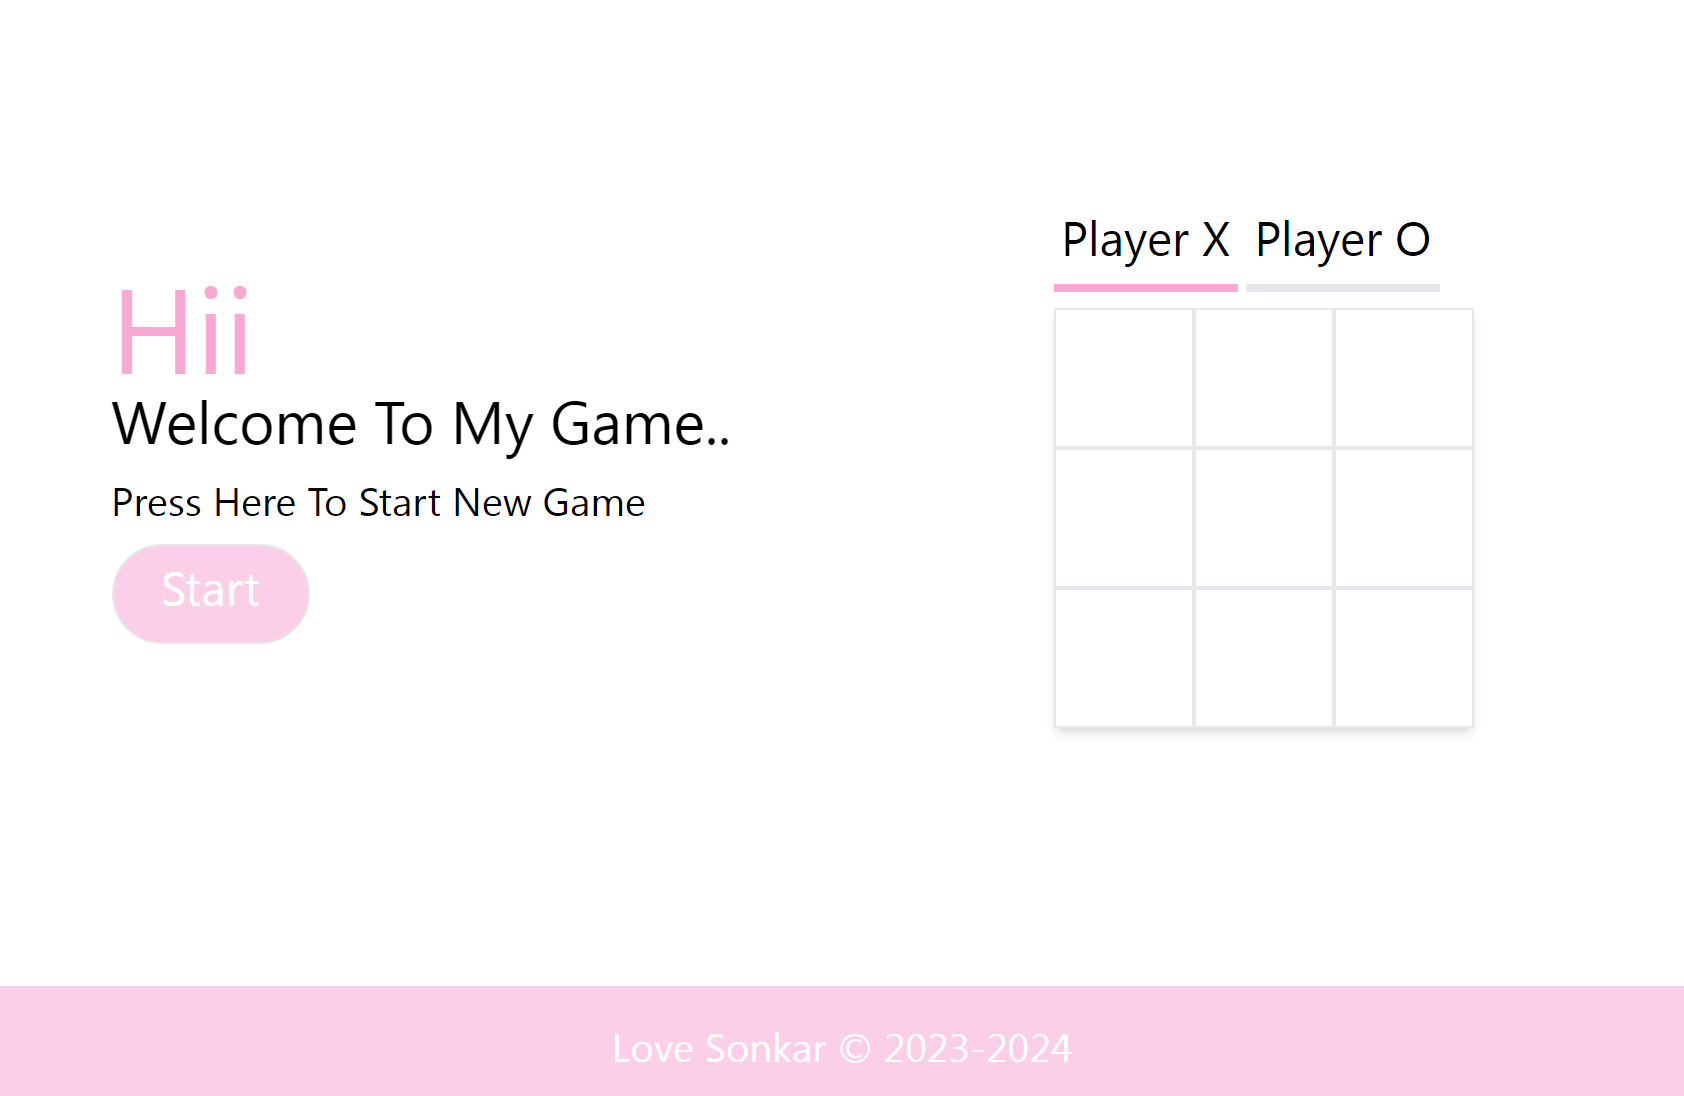 Hii
Welcome To My Game..
Press Here To Start New Game
Start
Player X Player O
Love Sonkar © 2023-2024